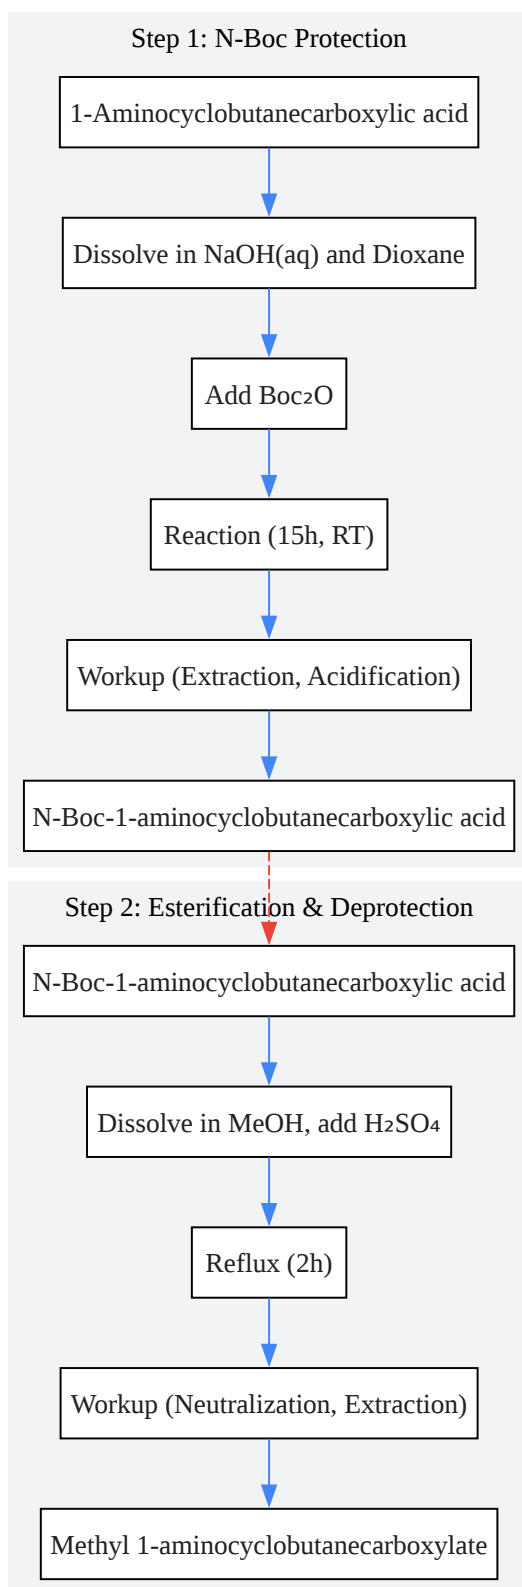 Step 1: N-Boc Protection
1-Aminocyclobutanecarboxylic acid
Dissolve in NaOH(aq) and Dioxane
Add Boc₂O
Reaction (15h, RT)
Workup (Extraction, Acidification)
N-Boc-1-aminocyclobutanecarboxylic acid
Step 2: Esterification & Deprotection
N-Boc-1-aminocyclobutanecarboxylic acid
Dissolve in MeOH, add H₂SO₄
Reflux (2h)
Workup (Neutralization, Extraction)
Methyl 1-aminocyclobutanecarboxylate